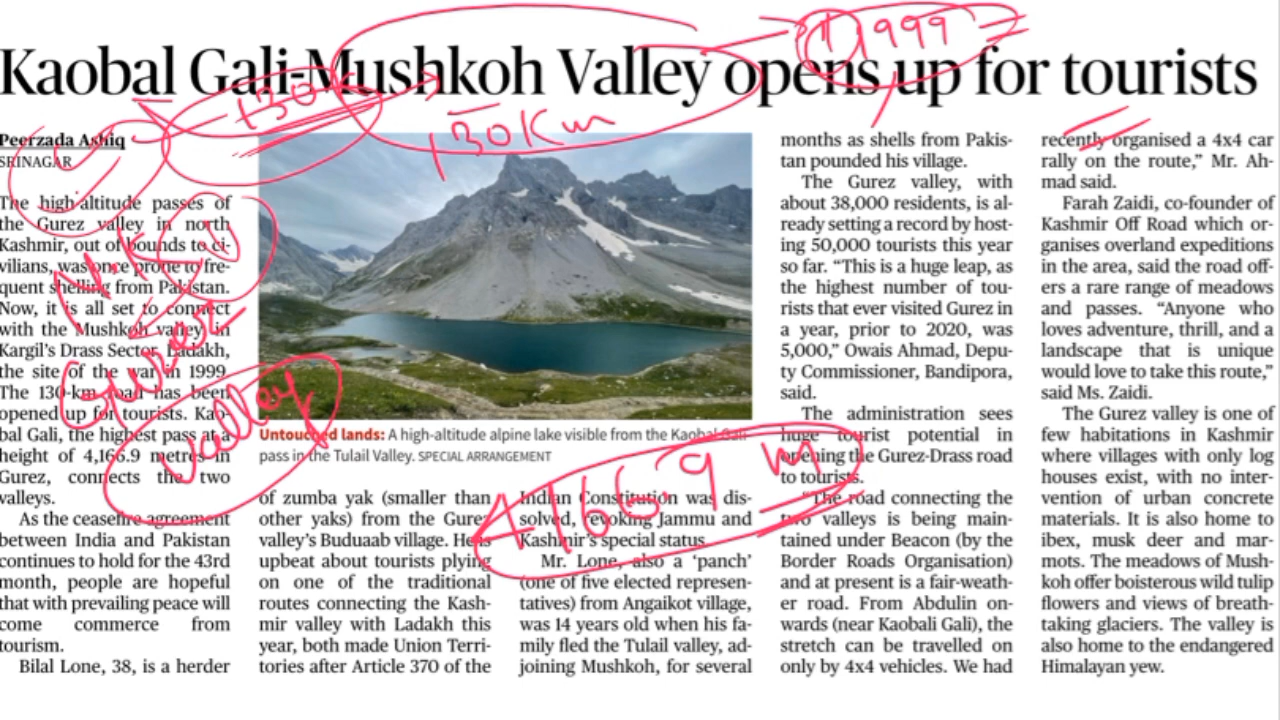 Kaobal Gali-Mushkoh Valley opens up for tourists
Peerzada Ashiq
SRINAGAR
The high-altitude passes of
the Gurez valley in north
Kashmir, out of bounds to ci-
vilians, was once prone to fre-
quent shelling from Pakistan.
Now, it is all set to connect
with the Mushkoh valley in
Kargil's Drass Sector, Ladakh,
the site of the war in 1999.
The 130-km road has been
opened up for tourists. Kao-
bal Gali, the highest pass at a
height of 4,166.9 metres in
Gurez, connects the two
valleys.
As the ceasefire agreement
between India and Pakistan
continues to hold for the 43rd
month, people are hopeful
that with prevailing peace will
come commerce from
tourism.
Bilal Lone, 38, is a herder
Untouched lands: A high-altitude alpine lake visible from the Kaobal Gali
pass in the Tulail Valley. SPECIAL ARRANGEMENT
of zumba yak (smaller than
other yaks) from the Gurez
valley's Buduaab village. He is
upbeat about tourists plying
on one of the traditional
routes connecting the Kash-
mir valley with Ladakh this
year, both made Union Terri-
tories after Article 370 of the
Indian Constitution was dis-
solved, revoking Jammu and
Kashmir's special status.
Mr. Lone, also a 'panch'
(one of five elected represen-
tatives) from Angaikot village,
was 14 years old when his fa-
mily fled the Tulail valley, ad-
joining Mushkoh, for several
months as shells from Pakis-
tan pounded his village.
The Gurez valley, with
about 38,000 residents, is al-
ready setting a record by host-
ing 50,000 tourists this year
so far. "This is a huge leap, as
the highest number of tou-
rists that ever visited Gurez in
a year, prior to 2020, was
5,000," Owais Ahmad, Depu-
ty Commissioner, Bandipora,
said.
The administration sees
huge tourist potential in
opening the Gurez-Drass road
to tourists.
"The road connecting the
two valleys is being main-
tained under Beacon (by the
Border Roads Organisation)
and at present is a fair-weath-
er road. From Abdulin on-
wards (near Kaobali Gali), the
stretch can be travelled on
only by 4x4 vehicles. We had
recently organised a 4x4 car
rally on the route," Mr. Ah-
mad said.
Farah Zaidi, co-founder of
Kashmir Off Road which or-
ganises overland expeditions
in the area, said the road off-
ers a rare range of meadows
and passes. "Anyone who
loves adventure, thrill, and a
landscape that is unique
would love to take this route,"
said Ms. Zaidi.
The Gurez valley is one of
few habitations in Kashmir
where villages with only log
houses exist, with no inter-
vention of urban concrete
materials. It is also home to
ibex, musk deer and mar-
mots. The meadows of Mush-
koh offer boisterous wild tulip
flowers and views of breath-
taking glaciers. The valley is
also home to the endangered
Himalayan yew.
1999
130K
130Km
Gurez
valley
4166.9 m